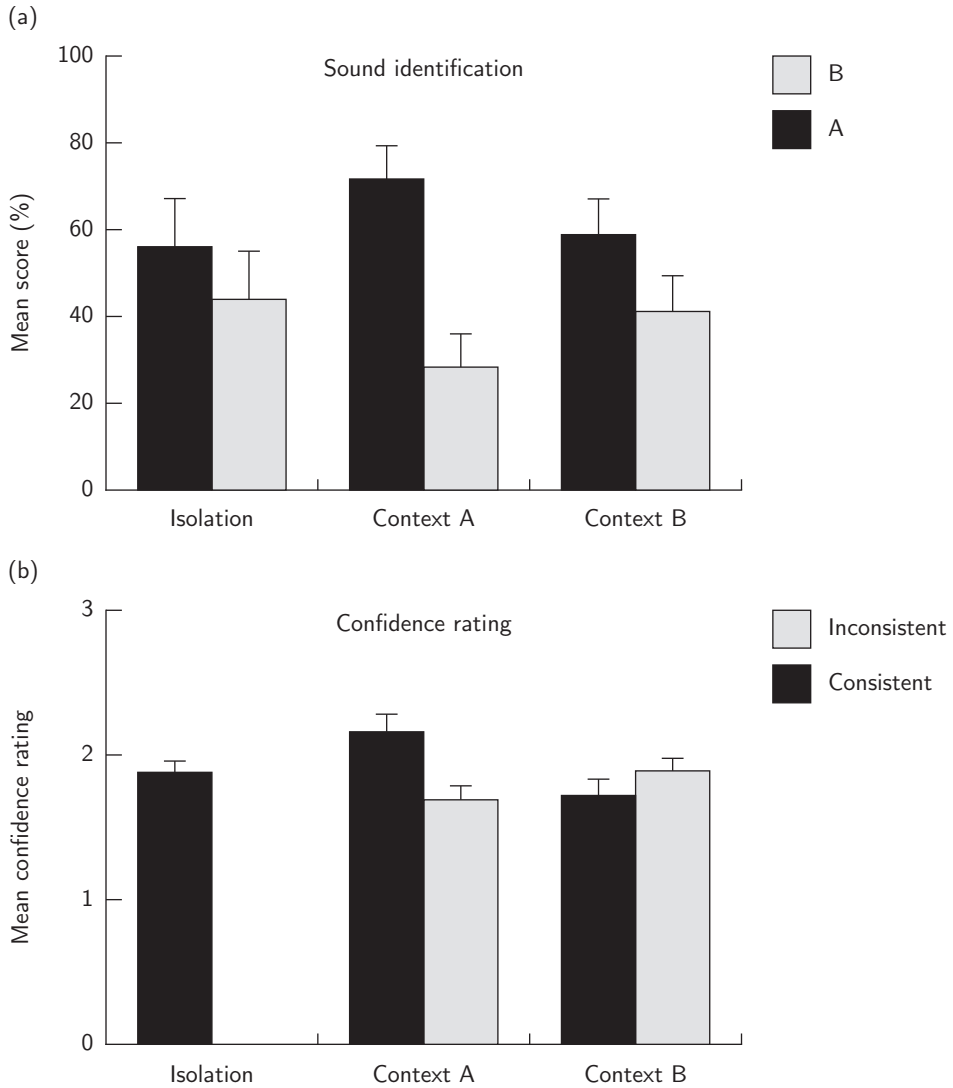 (a)
100
80
60
40
20
0
Mean score (%)
Sound identification
B
A
Isolation
Context A
Context B
(b)
3
2
1
0
Mean confidence rating
Confidence rating
Inconsistent
Consistent
Isolation
Context A
Context B